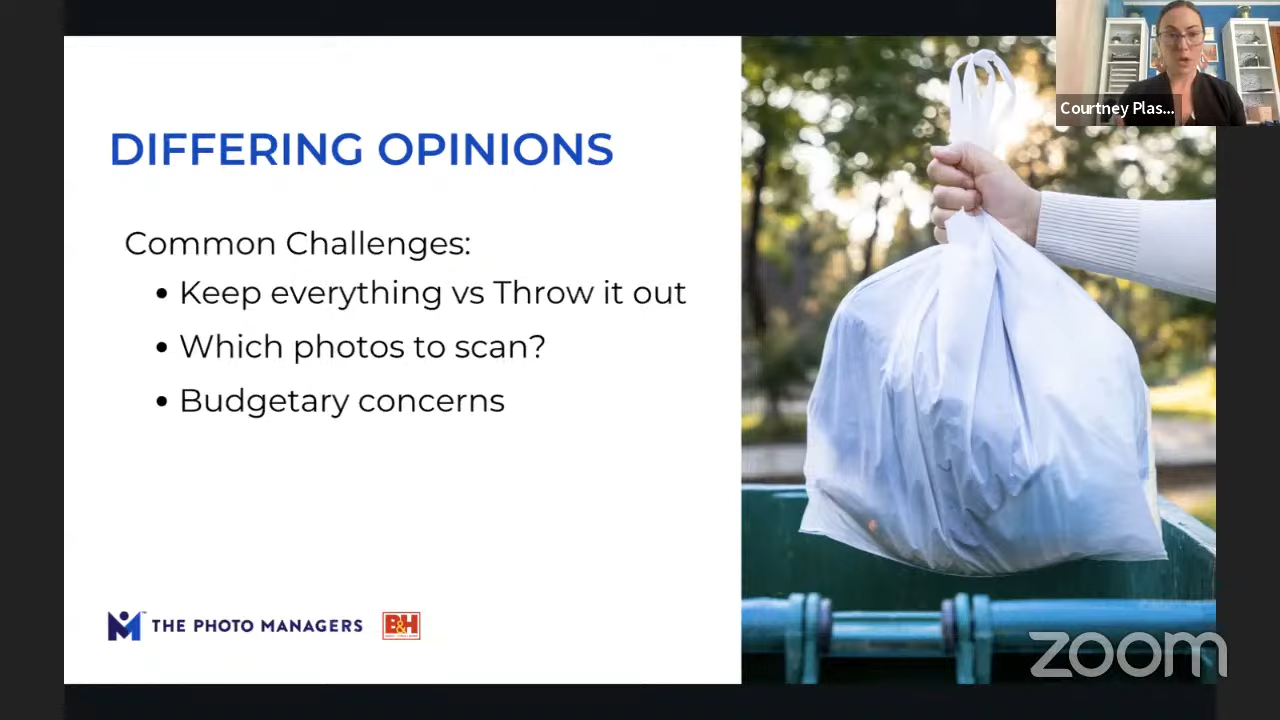 DIFFERING OPINIONS
Common Challenges:
• Keep everything vs Throw it out
• Which photos to scan?
• Budgetary concerns
THE PHOTO MANAGERS
B&H
Courtney Plas...
zoom